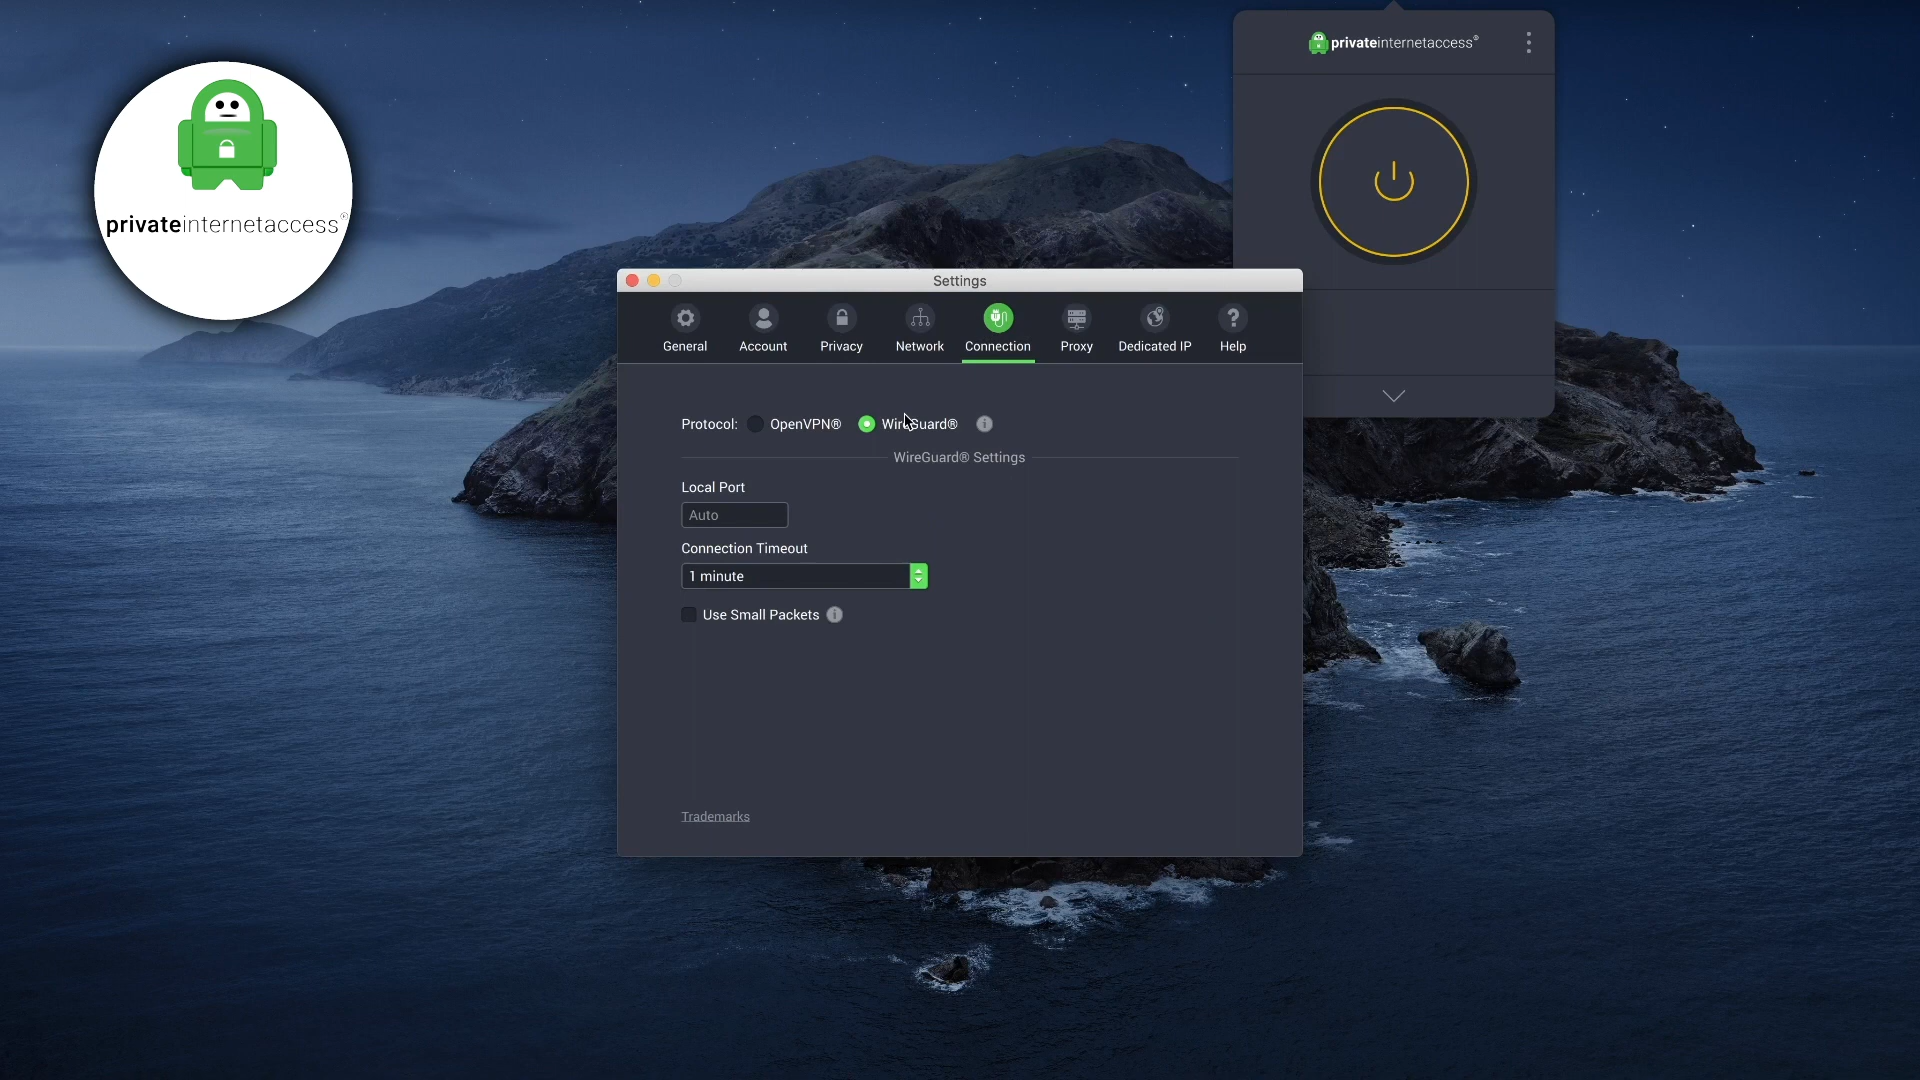 privateinternetaccess®
privateinternetaccess®
Settings
General Account Privacy Network Connection Proxy Dedicated IP Help
Protocol: OpenVPN® WireGuard®
WireGuard® Settings
Local Port
Auto
Connection Timeout
1 minute
Use Small Packets
Trademarks